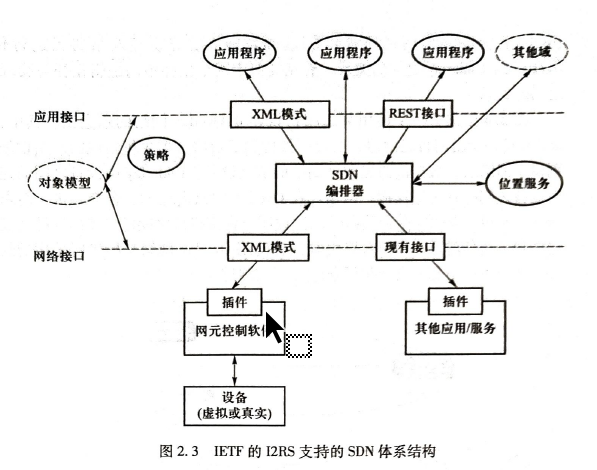 应用程序
应用程序
应用程序
其他域
应用接口
XML模式
REST接口
策略
对象模型
SDN
编排器
位置服务
网络接口
XML模式
现有接口
插件
网元控制软
插件
其他应用/服务
设备
(虚拟或真实)
图 2.3 IETF 的 I2RS 支持的 SDN 体系结构